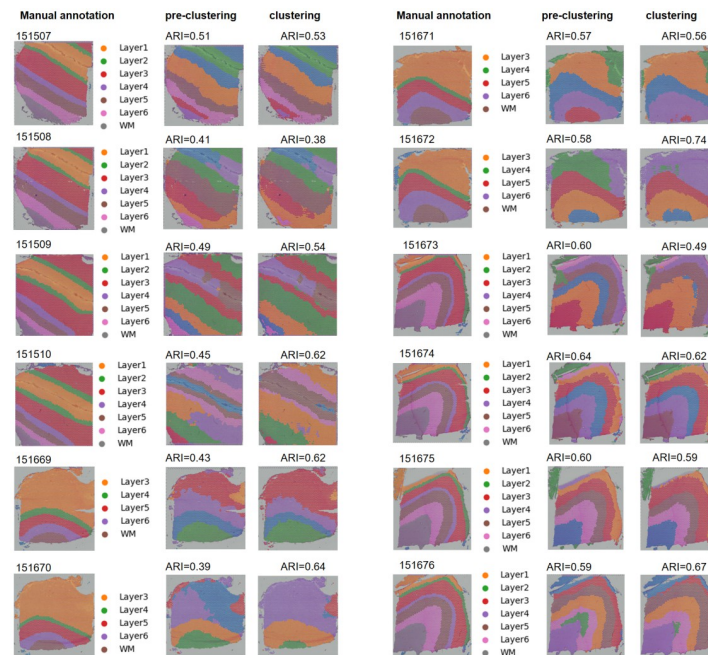 Manual annotation pre-clustering clustering
151507 ARI=0.51 ARI=0.53
Layer1
Layer2
Layer3
Layer4
Layer5
Layer6
WM
151508 ARI=0.41 ARI=0.38
Layer1
Layer2
Layer3
Layer4
Layer5
Layer6
WM
151509 ARI=0.49 ARI=0.54
Layer1
Layer2
Layer3
Layer4
Layer5
Layer6
WM
151510 ARI=0.45 ARI=0.62
Layer1
Layer2
Layer3
Layer4
Layer5
Layer6
WM
151669 ARI=0.43 ARI=0.62
Layer3
Layer4
Layer5
Layer6
WM
151670 ARI=0.39 ARI=0.64
Layer3
Layer4
Layer5
Layer6
WM
Manual annotation pre-clustering clustering
151671 ARI=0.57 ARI=0.56
Layer3
Layer4
Layer5
Layer6
WM
151672 ARI=0.58 ARI=0.74
Layer3
Layer4
Layer5
Layer6
WM
151673 ARI=0.60 ARI=0.49
Layer1
Layer2
Layer3
Layer4
Layer5
Layer6
WM
151674 ARI=0.64 ARI=0.62
Layer1
Layer2
Layer3
Layer4
Layer5
Layer6
WM
151675 ARI=0.60 ARI=0.59
Layer1
Layer2
Layer3
Layer4
Layer5
Layer6
WM
151676 ARI=0.59 ARI=0.67
Layer1
Layer2
Layer3
Layer4
Layer5
Layer6
WM